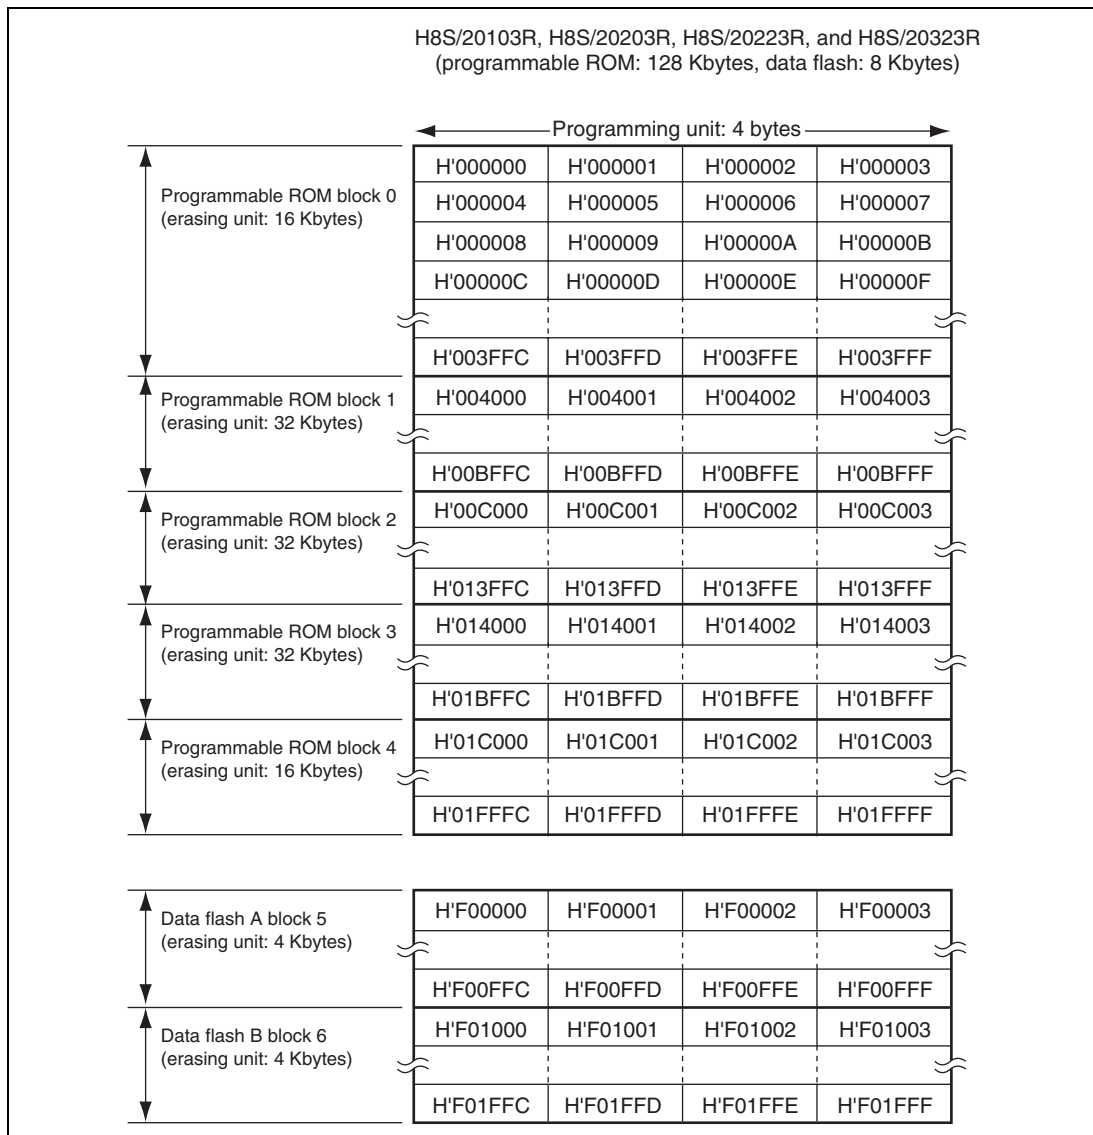 H8S/20103R, H8S/20203R, H8S/20223R, and H8S/20323R
(programmable ROM: 128 Kbytes, data flash: 8 Kbytes)
Programming unit: 4 bytes
Programmable ROM block 0
(erasing unit: 16 Kbytes)
H'000000 H'000001 H'000002 H'000003
H'000004 H'000005 H'000006 H'000007
H'000008 H'000009 H'00000A H'00000B
H'00000C H'00000D H'00000E H'00000F
H'003FFC H'003FFD H'003FFE H'003FFF
Programmable ROM block 1
(erasing unit: 32 Kbytes)
H'004000 H'004001 H'004002 H'004003
H'00BFFC H'00BFFD H'00BFFE H'00BFFF
Programmable ROM block 2
(erasing unit: 32 Kbytes)
H'00C000 H'00C001 H'00C002 H'00C003
H'013FFC H'013FFD H'013FFE H'013FFF
Programmable ROM block 3
(erasing unit: 32 Kbytes)
H'014000 H'014001 H'014002 H'014003
H'01BFFC H'01BFFD H'01BFFE H'01BFFF
Programmable ROM block 4
(erasing unit: 16 Kbytes)
H'01C000 H'01C001 H'01C002 H'01C003
H'01FFFC H'01FFFD H'01FFFE H'01FFFF
Data flash A block 5
(erasing unit: 4 Kbytes)
H'F00000 H'F00001 H'F00002 H'F00003
H'F00FFC H'F00FFD H'F00FFE H'F00FFF
Data flash B block 6
(erasing unit: 4 Kbytes)
H'F01000 H'F01001 H'F01002 H'F01003
H'F01FFC H'F01FFD H'F01FFE H'F01FFF